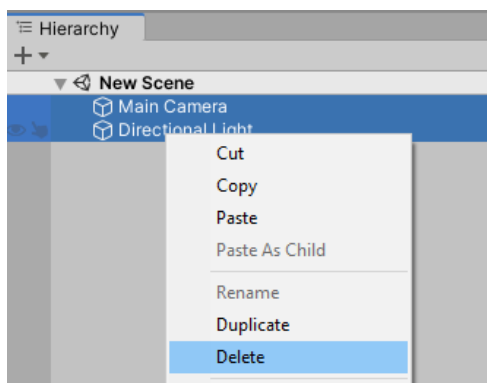 Hierarchy
New Scene
Main Camera
Directional Light
Cut
Copy
Paste
Paste As Child
Rename
Duplicate
Delete